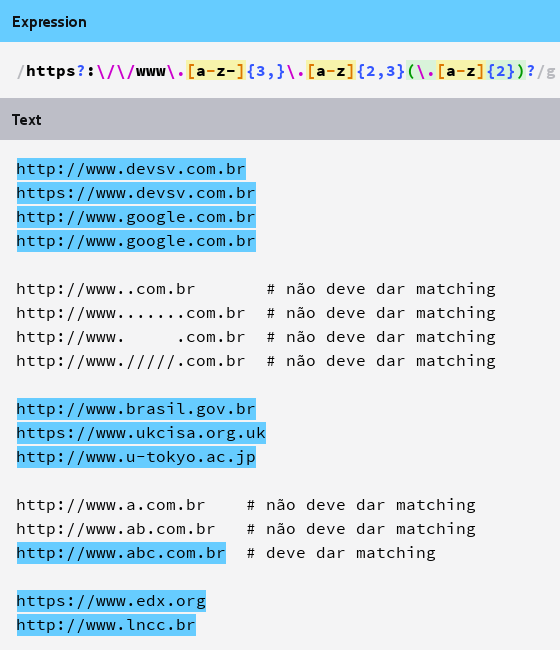 Expression
/https?:\/\/www\.[a-z-]{3,}\.[a-z]{2,3}(\.[a-z]{2})?/g
Text
http://www.devsv.com.br
https://www.devsv.com.br
http://www.google.com.br
http://www.google.com.br
http://www..com.br       # não deve dar matching
http://www.......com.br  # não deve dar matching
http://www.     .com.br  # não deve dar matching
http://www./////.com.br  # não deve dar matching
http://www.brasil.gov.br
https://www.ukcisa.org.uk
http://www.u-tokyo.ac.jp
http://www.a.com.br    # não deve dar matching
http://www.ab.com.br   # não deve dar matching
http://www.abc.com.br  # deve dar matching
https://www.edx.org
http://www.lncc.br